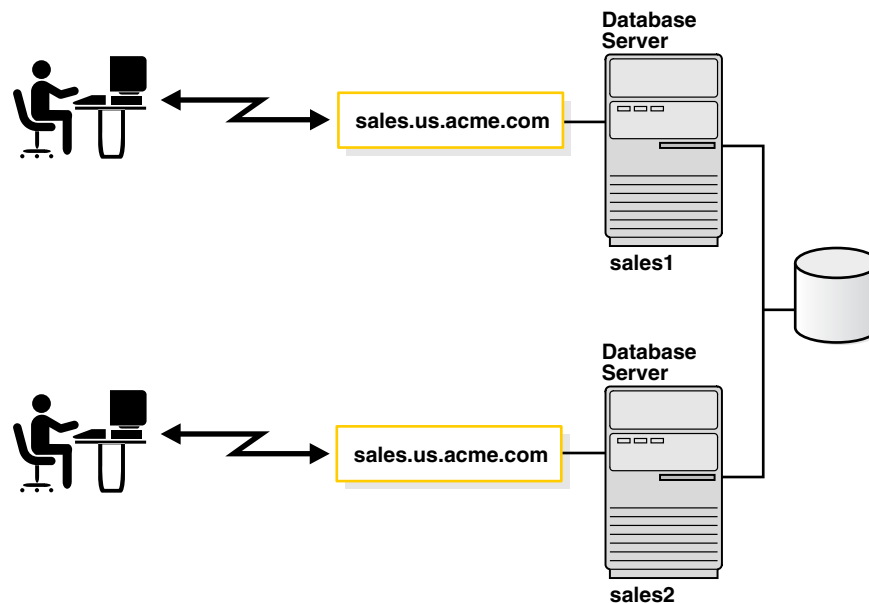 Database
Server
sales.us.acme.com
sales1
Database
Server
sales.us.acme.com
sales2